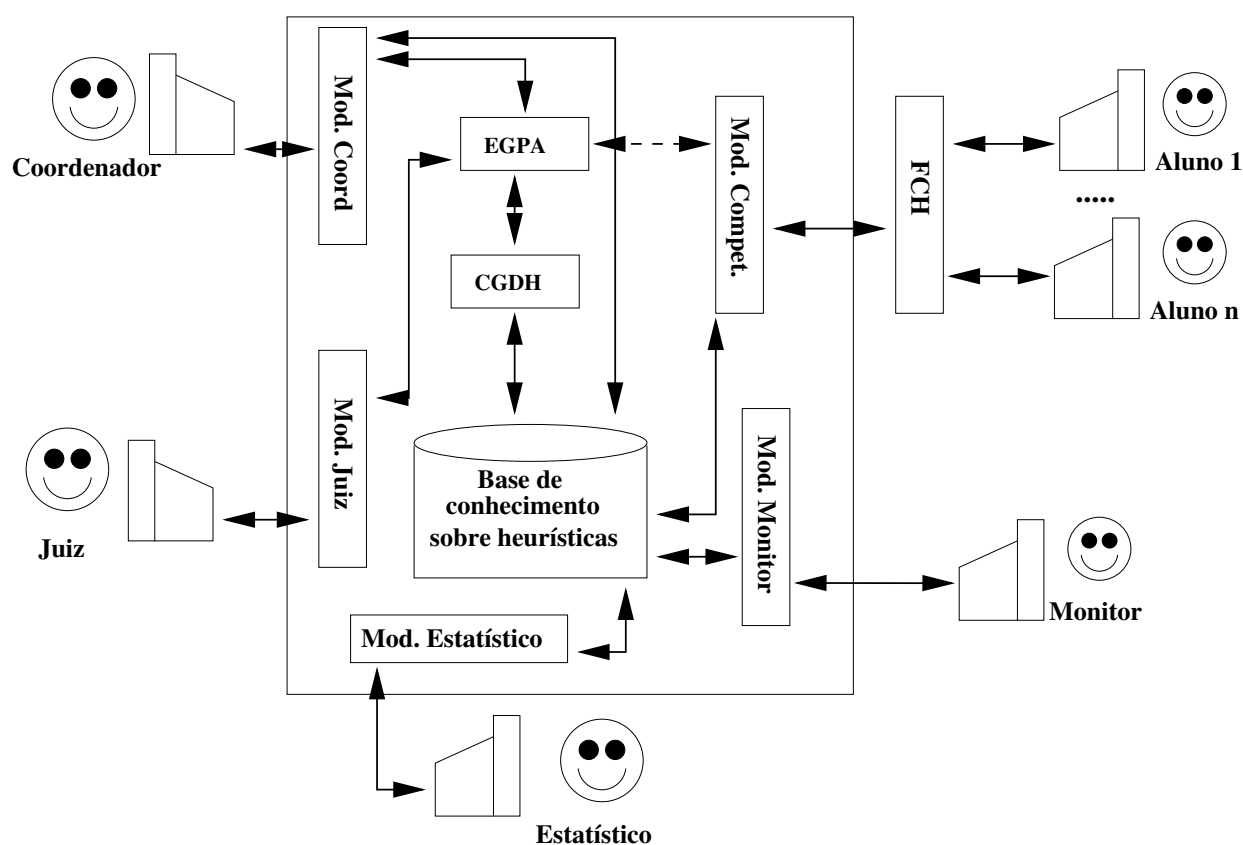 Coordenador
Mod. Coord
EGPA
Mod. Compet.
FCH
Aluno 1
.....
Aluno n
CGDH
Juiz
Mod. Juiz
Base de
conhecimento
sobre heurísticas
Mod. Monitor
Monitor
Mod. Estatístico
Estatístico